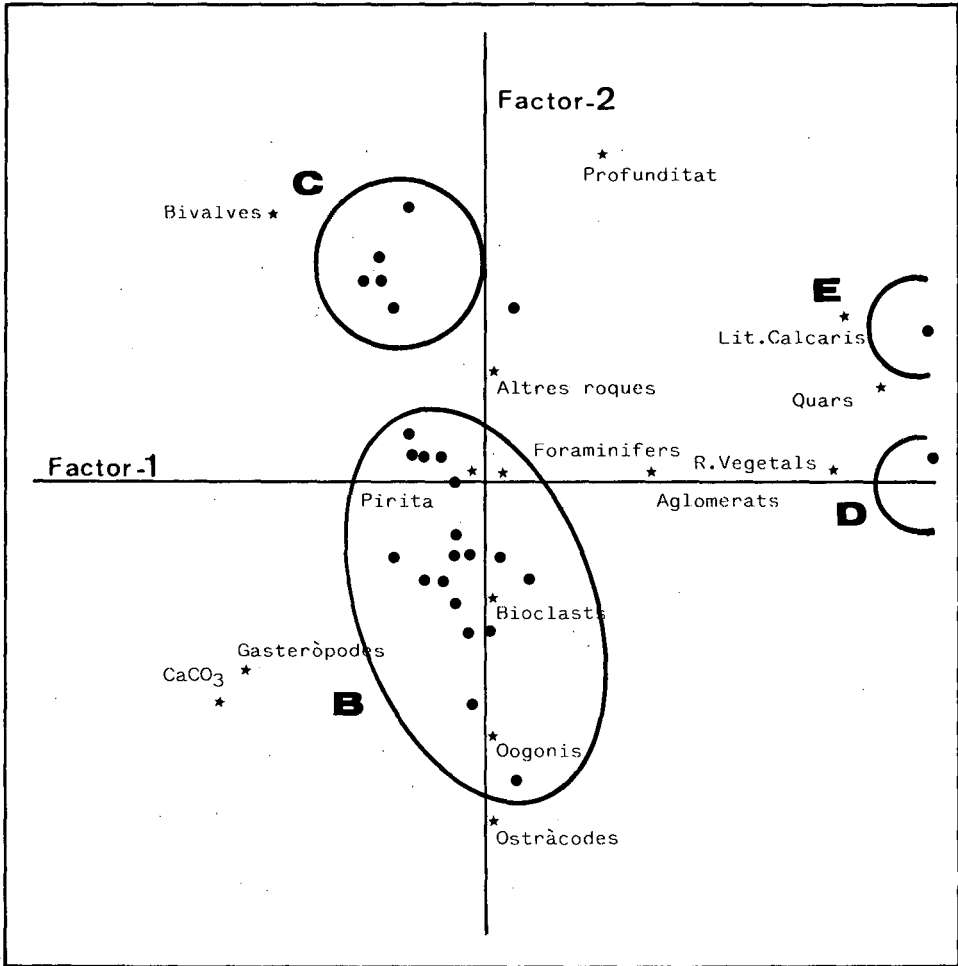 Factor-2
Profunditat
C
Bivalves
E
Lit.Calcaris
Altres roques
Quars
Foraminifers
R.Vegetals
Factor-1
Pirita
Aglomerats
D
Bioclasts
Gasteròpodes
CaCO3
B
Oogonis
Ostràcodes